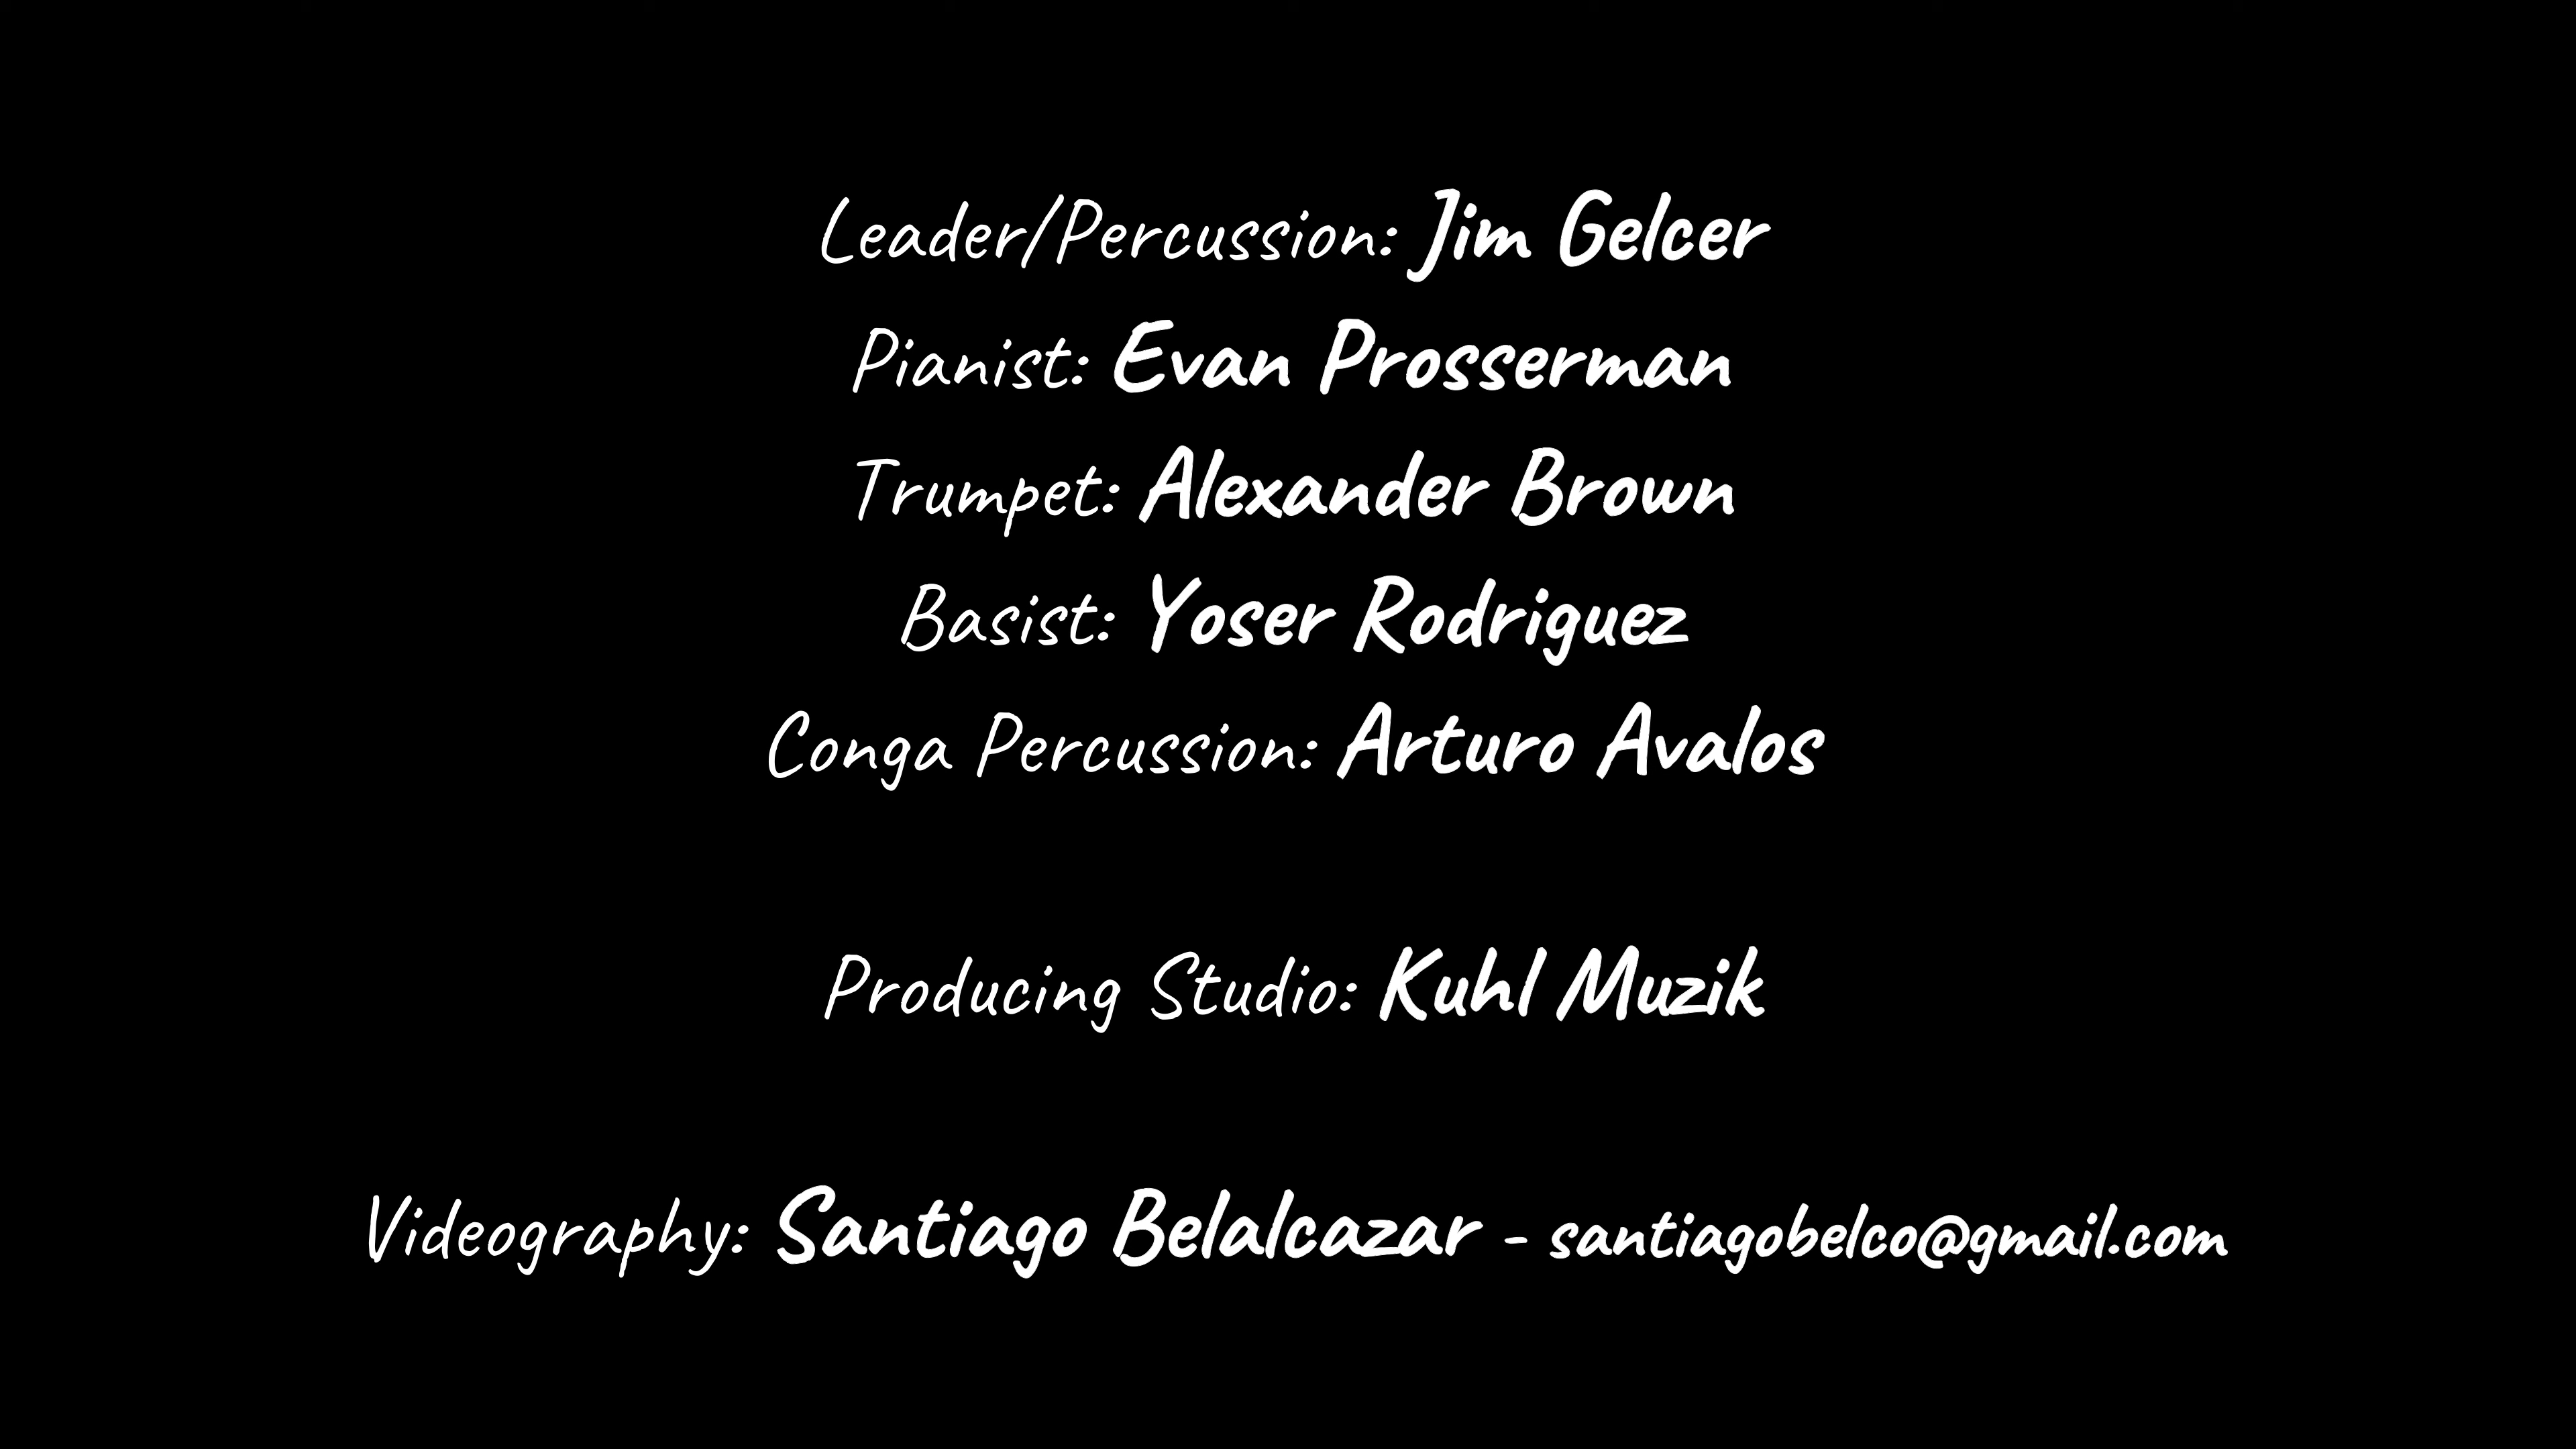 Leader/Percussion: Jim Gelcer
Pianist: Evan Prosserman
Trumpet: Alexander Brown
Basist: Yoser Rodriguez
Conga Percussion: Arturo Avalos
Producing Studio: Kuhl Muzik
Videography: Santiago Belalcazar - santiagobelco@gmail.com